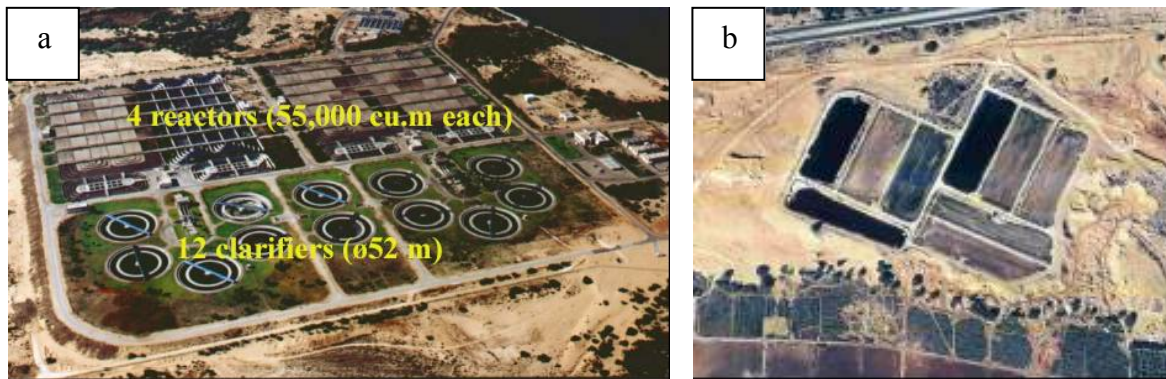 a
b
4 reactors (55,000 cu.m each)
12 clarifiers (ø52 m)